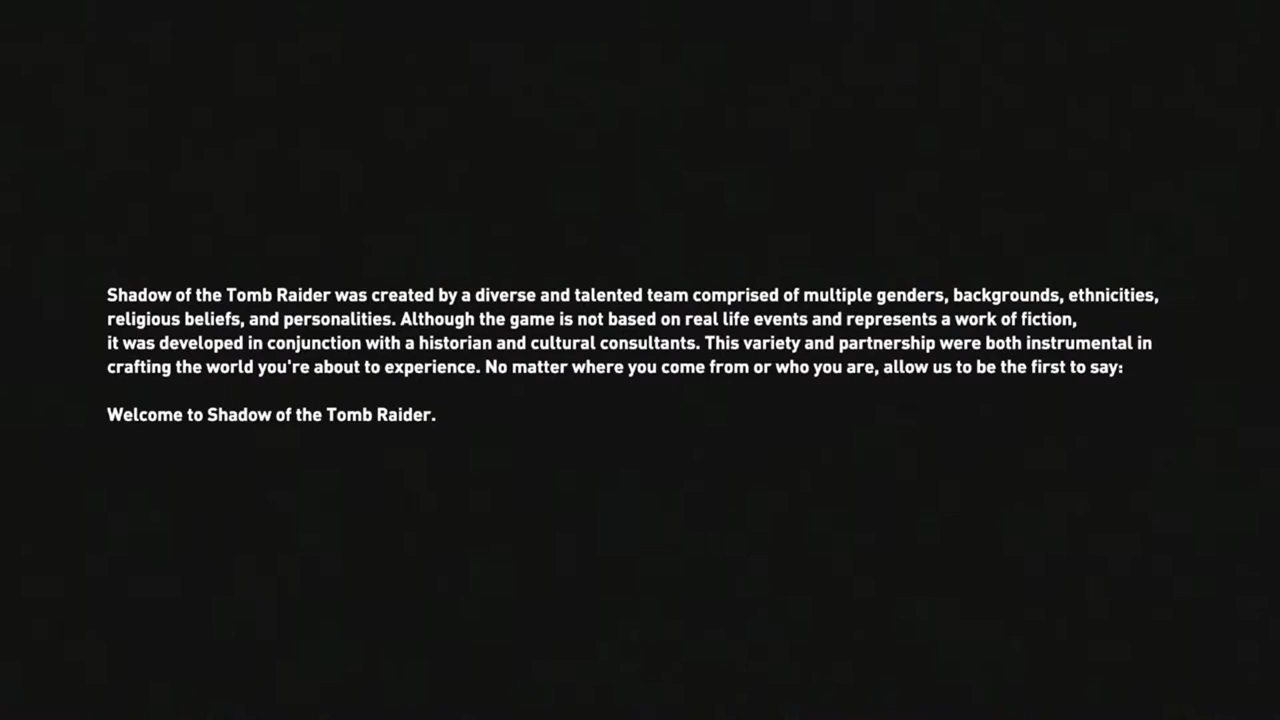 Shadow of the Tomb Raider was created by a diverse and talented team comprised of multiple genders, backgrounds, ethnicities,
religious beliefs, and personalities. Although the game is not based on real life events and represents a work of fiction,
it was developed in conjunction with a historian and cultural consultants. This variety and partnership were both instrumental in
crafting the world you're about to experience. No matter where you come from or who you are, allow us to be the first to say:
Welcome to Shadow of the Tomb Raider.